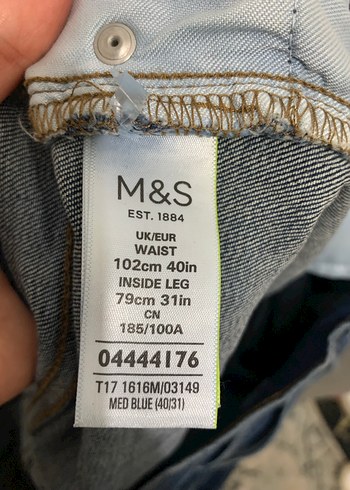 M&S
EST. 1884
UK/EUR
WAIST
102cm 40in
INSIDE LEG
79cm 31in
CN
185/100A
04444176
T17 1616M/03149
MED BLUE (40/31)